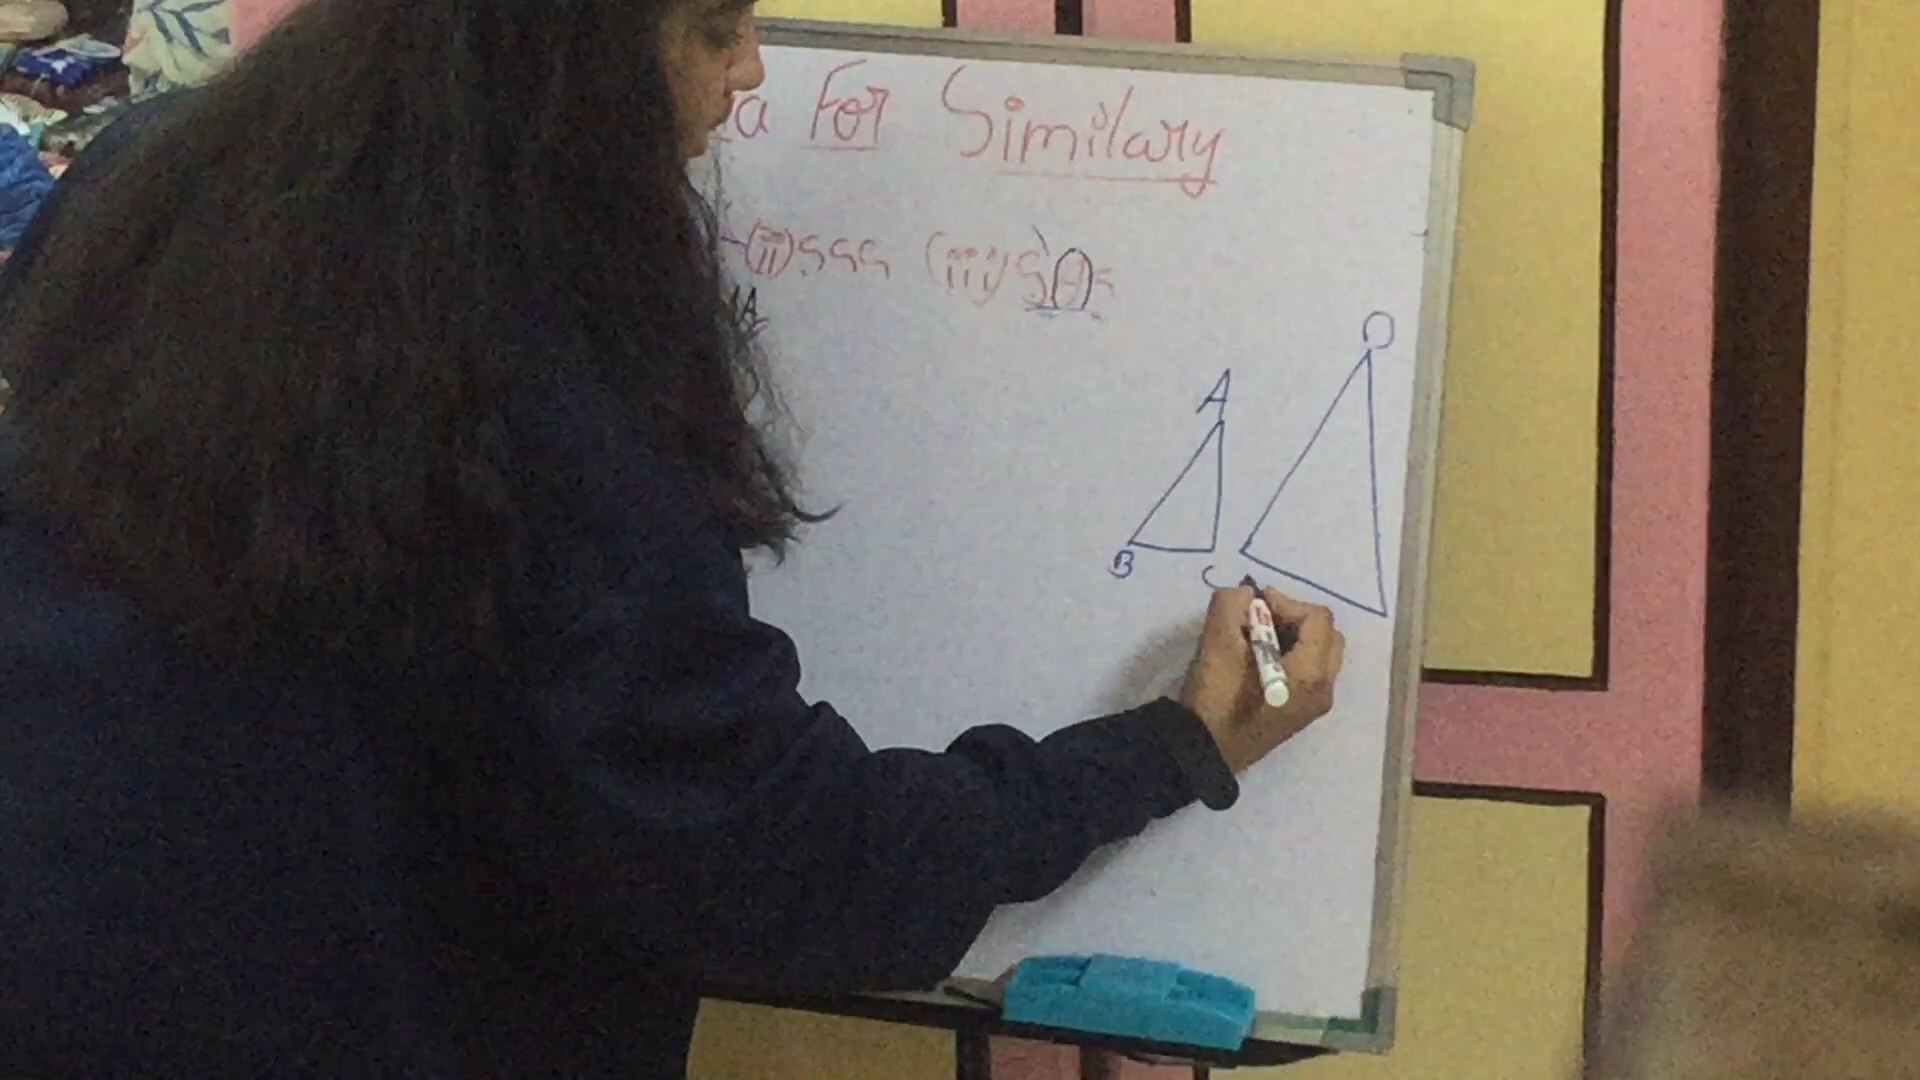 a For Similary
(ii) SSS (iii) SAS
A
A
D
B
C